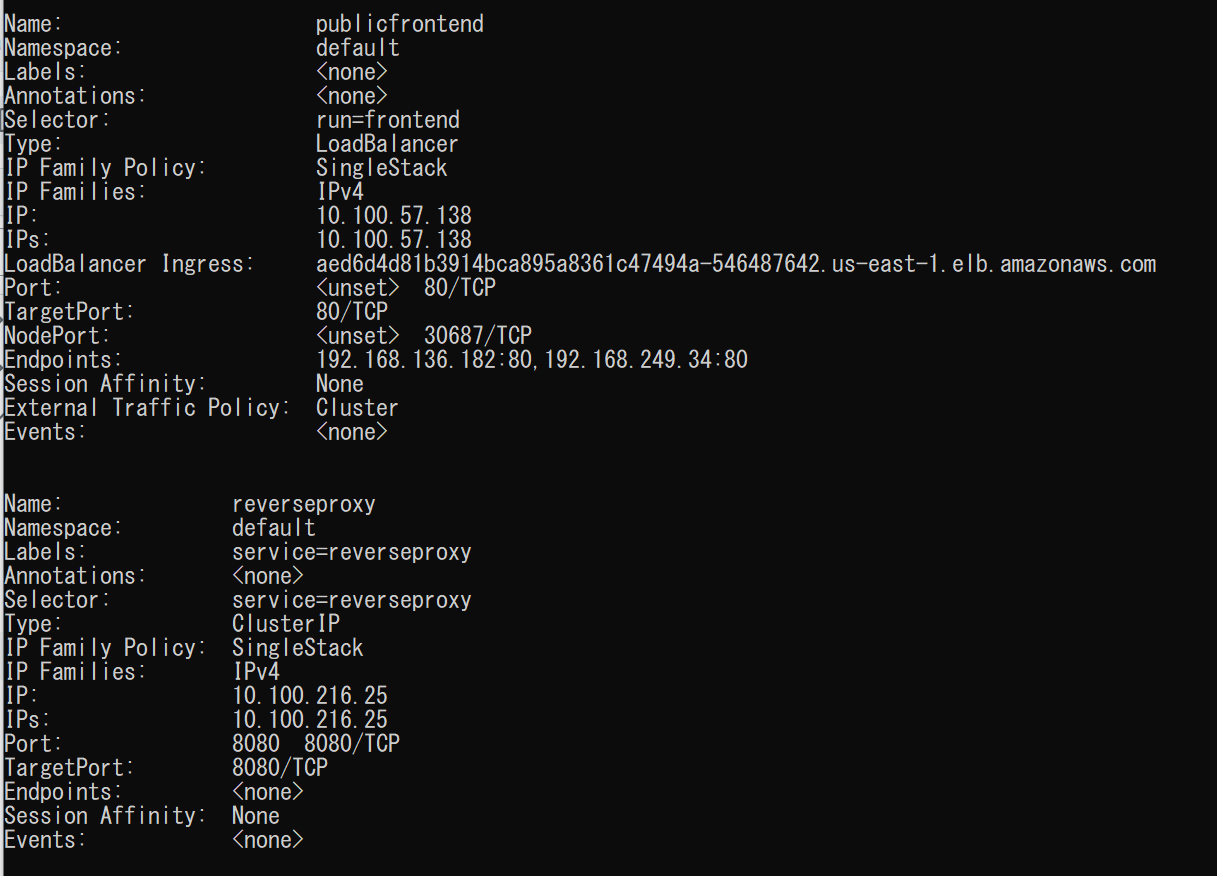 Name:                     publicfrontend
Namespace:                default
Labels:                   <none>
Annotations:              <none>
Selector:                 run=frontend
Type:                     LoadBalancer
IP Family Policy:         SingleStack
IP Families:              IPv4
IP:                       10.100.57.138
IPs:                      10.100.57.138
LoadBalancer Ingress:     aed6d4d81b3914bca895a8361c47494a-546487642.us-east-1.elb.amazonaws.com
Port:                     <unset>  80/TCP
TargetPort:               80/TCP
NodePort:                 <unset>  30687/TCP
Endpoints:                192.168.136.182:80,192.168.249.34:80
Session Affinity:         None
External Traffic Policy:  Cluster
Events:                   <none>

Name:              reverseproxy
Namespace:         default
Labels:            service=reverseproxy
Annotations:       <none>
Selector:          service=reverseproxy
Type:              ClusterIP
IP Family Policy:  SingleStack
IP Families:       IPv4
IP:                10.100.216.25
IPs:               10.100.216.25
Port:              8080  8080/TCP
TargetPort:        8080/TCP
Endpoints:         <none>
Session Affinity:  None
Events:            <none>